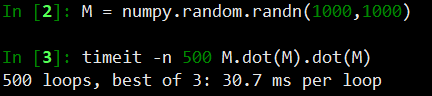 In [2]: M = numpy.random.randn(1000,1000)
In [3]: timeit -n 500 M.dot(M).dot(M)
500 loops, best of 3: 30.7 ms per loop